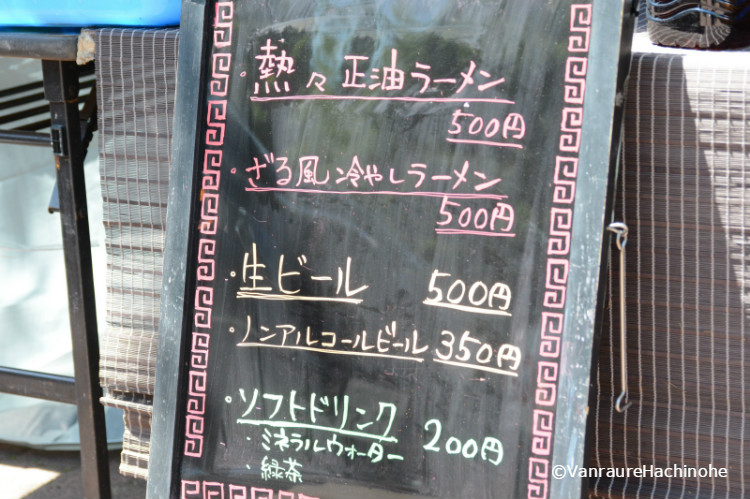 ・熱々正油ラーメン
500円
・ざる風冷やしラーメン
500円
・生ビール 500円
・ノンアルコールビール 350円
・ソフトドリンク 200円
・ミネラルウォーター
・緑茶
©VanraureHachinohe